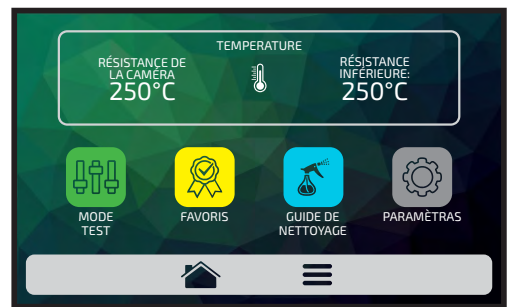 TEMPERATURE
RÉSISTANCE DE
LA CAMÉRA
250°C
RÉSISTANCE
INFÉRIEURE:
250°C
MODE
TEST
FAVORIS
GUIDE DE
NETTOYAGE
PARAMÈTRAS